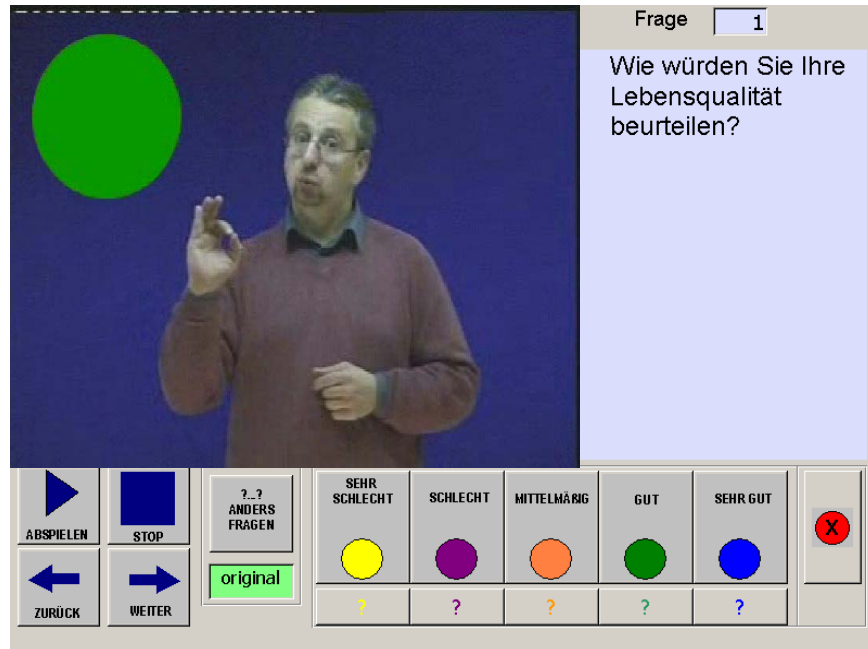 Frage 1
Wie würden Sie Ihre
Lebensqualität
beurteilen?
ABSPIELEN
STOP
ZURÜCK
WEITER
?...?
ANDERS
FRAGEN
original
SEHR
SCHLECHT
SCHLECHT
MITTELMÄßIG
GUT
SEHR GUT
X
? ? ? ? ?